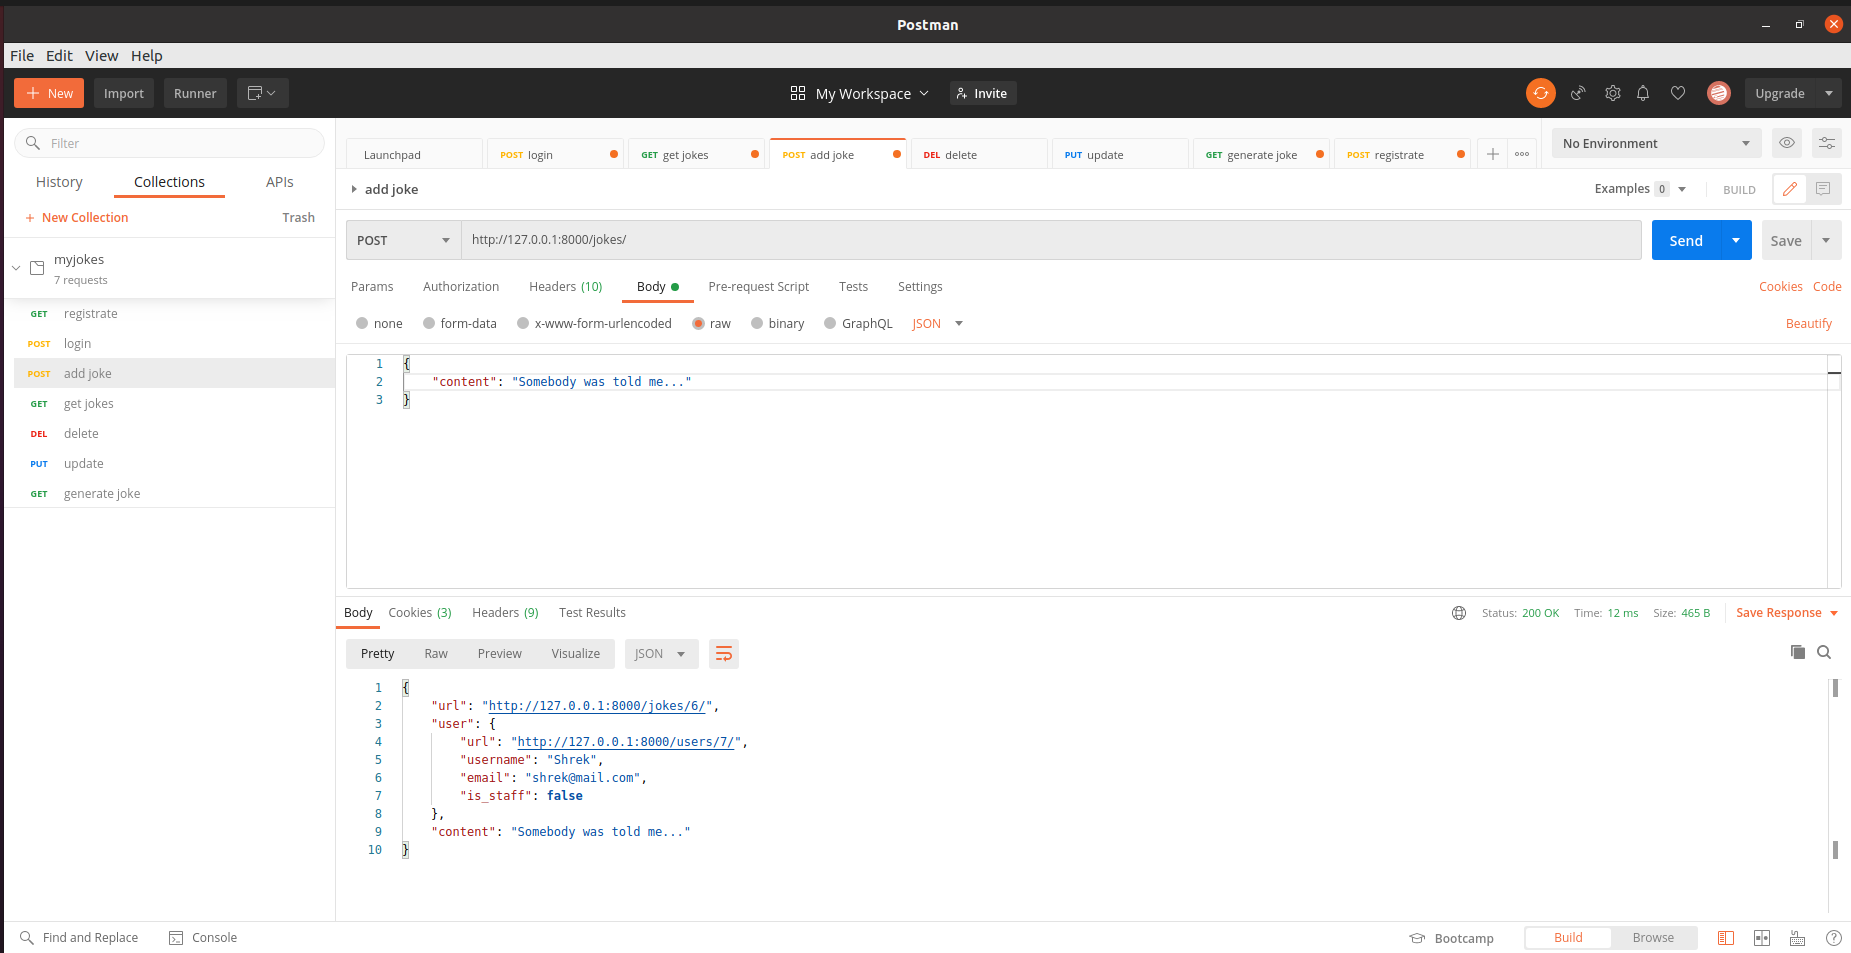 Postman
File Edit View Help
+ New Import Runner My Workspace Invite Upgrade
Filter
History Collections APIs
+ New Collection Trash
myjokes
7 requests
GET registrate
POST login
POST add joke
GET get jokes
DEL delete
PUT update
GET generate joke
Launchpad POST login GET get jokes POST add joke DEL delete PUT update GET generate joke POST registrate + ooo No Environment
add joke Examples 0 BUILD
POST http://127.0.0.1:8000/jokes/ Send Save
Params Authorization Headers (10) Body Pre-request Script Tests Settings Cookies Code
none form-data x-www-form-urlencoded raw binary GraphQL JSON Beautify
1 {
2 "content": "Somebody was told me..."
3 }
Body Cookies (3) Headers (9) Test Results Status: 200 OK Time: 12 ms Size: 465 B Save Response
Pretty Raw Preview Visualize JSON
1 {
2 "url": "http://127.0.0.1:8000/jokes/6/",
3 "user": {
4 "url": "http://127.0.0.1:8000/users/7/",
5 "username": "Shrek",
6 "email": "shrek@mail.com",
7 "is_staff": false
8 },
9 "content": "Somebody was told me..."
10 }
Find and Replace Console Bootcamp Build Browse ?